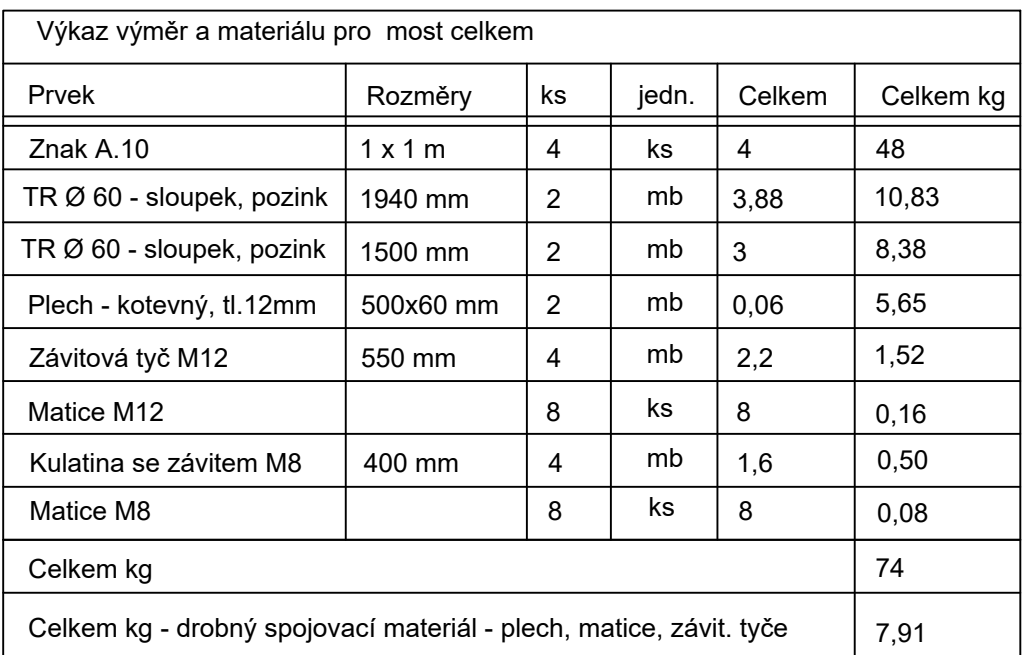 Výkaz výměr a materiálu pro most celkem
Prvek Rozměry ks jedn. Celkem Celkem kg
Znak A.10 1 x 1 m 4 ks 4 48
TR Ø 60 - sloupek, pozink 1940 mm 2 mb 3,88 10,83
TR Ø 60 - sloupek, pozink 1500 mm 2 mb 3 8,38
Plech - kotevný, tl.12mm 500x60 mm 2 mb 0,06 5,65
Závitová tyč M12 550 mm 4 mb 2,2 1,52
Matice M12 8 ks 8 0,16
Kulatina se závitem M8 400 mm 4 mb 1,6 0,50
Matice M8 8 ks 8 0,08
Celkem kg 74
Celkem kg - drobný spojovací materiál - plech, matice, závit. tyče 7,91